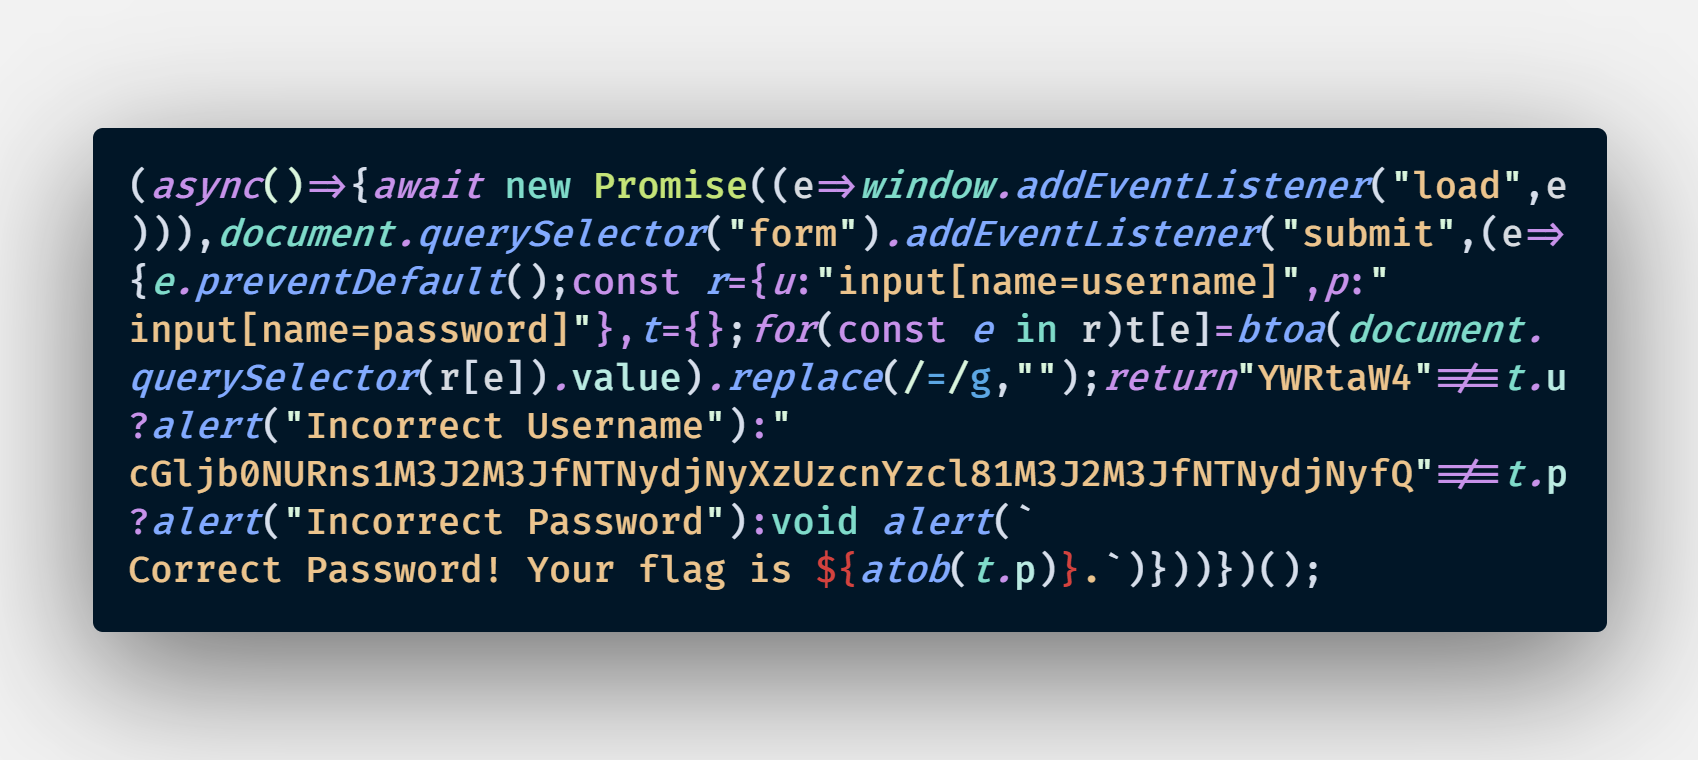 (async()=>{await new Promise((e=>window.addEventListener("load",e
))),document.querySelector("form").addEventListener("submit",(e=>
{e.preventDefault();const r={u:"input[name=username]",p:"
input[name=password]"},t={};for(const e in r)t[e]=btoa(document.
querySelector(r[e]).value).replace(/=/g,"");return"YWRtaW4"!==t.u
?alert("Incorrect Username"):"
cGljb0NURns1M3J2M3JfNTNydjNyXzUzcnYzcl81M3J2M3JfNTNydjNyfQ"!==t.p
?alert("Incorrect Password"):void alert(`
Correct Password! Your flag is ${atob(t.p)}.`)}))})();